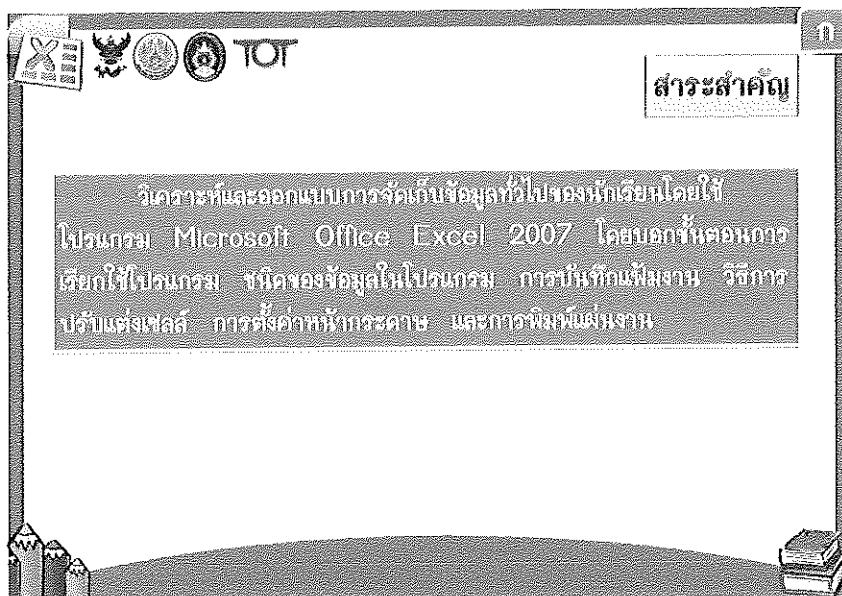 TOT
ก
สาระสำคัญ
วิเคราะห์และออกแบบการจัดเก็บข้อมูลทั่วไปของนักเรียนโดยใช้
โปรแกรม Microsoft Office Excel 2007 โดยบอกขั้นตอนการ
เรียกใช้โปรแกรม ชนิดของข้อมูลในโปรแกรม การบันทึกแฟ้มงาน วิธีการ
ปรับแต่งเซลล์ การตั้งค่าหน้ากระดาษ และการพิมพ์แผ่นงาน